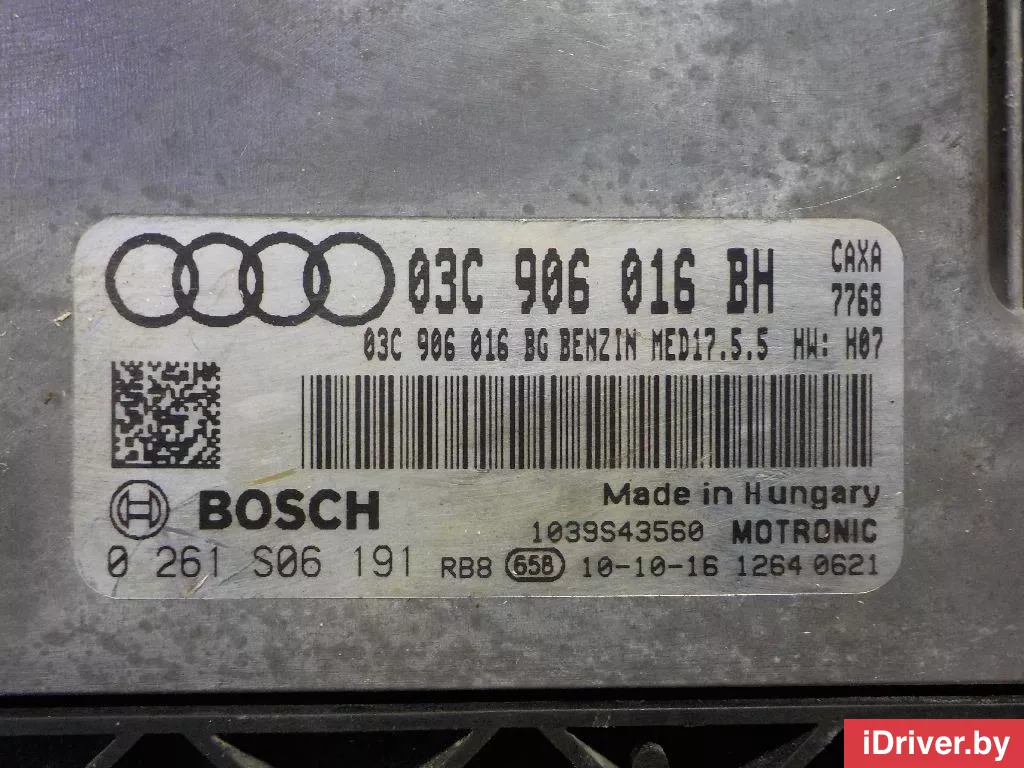 03C 906 016 BH CAXA
7768
03C 906 016 BG BENZIN MED17.5.5 HW: H07
BOSCH
Made in Hungary
1039S43560 MOTRONIC
0 261 S06 191 RB8 65B 10-10-16 1264 0621
iDriver.by